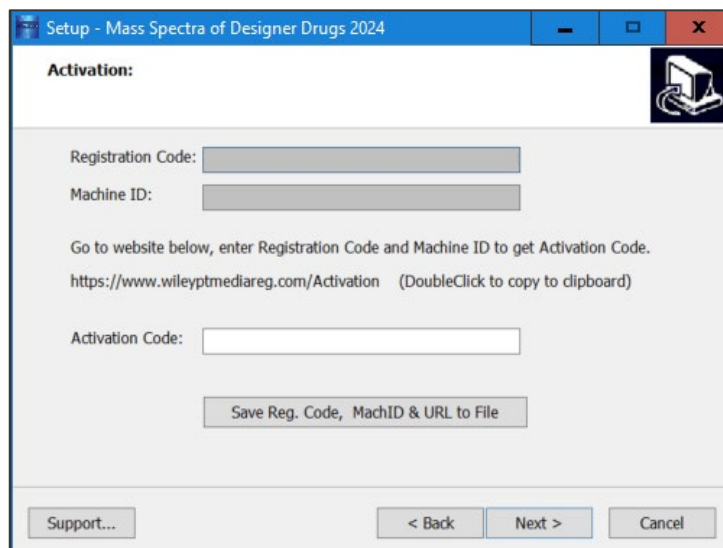 Setup - Mass Spectra of Designer Drugs 2024
Activation:
Registration Code:
Machine ID:
Go to website below, enter Registration Code and Machine ID to get Activation Code.
https://www.wileyptmediareg.com/Activation (DoubleClick to copy to clipboard)
Activation Code:
Save Reg. Code, MachID & URL to File
Support... < Back Next > Cancel